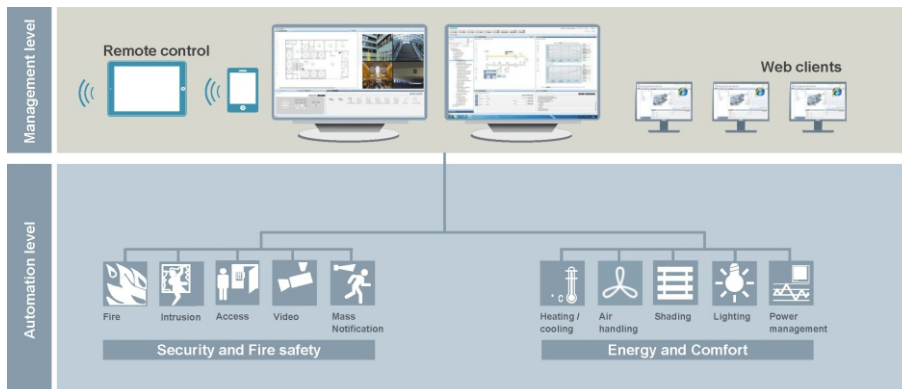 Management level
Remote control
Web clients
Automation level
Fire
Intrusion
Access
Video
Mass
Notification
Security and Fire safety
°C
Heating /
cooling
Air
handling
Shading
Lighting
Power
management
Energy and Comfort